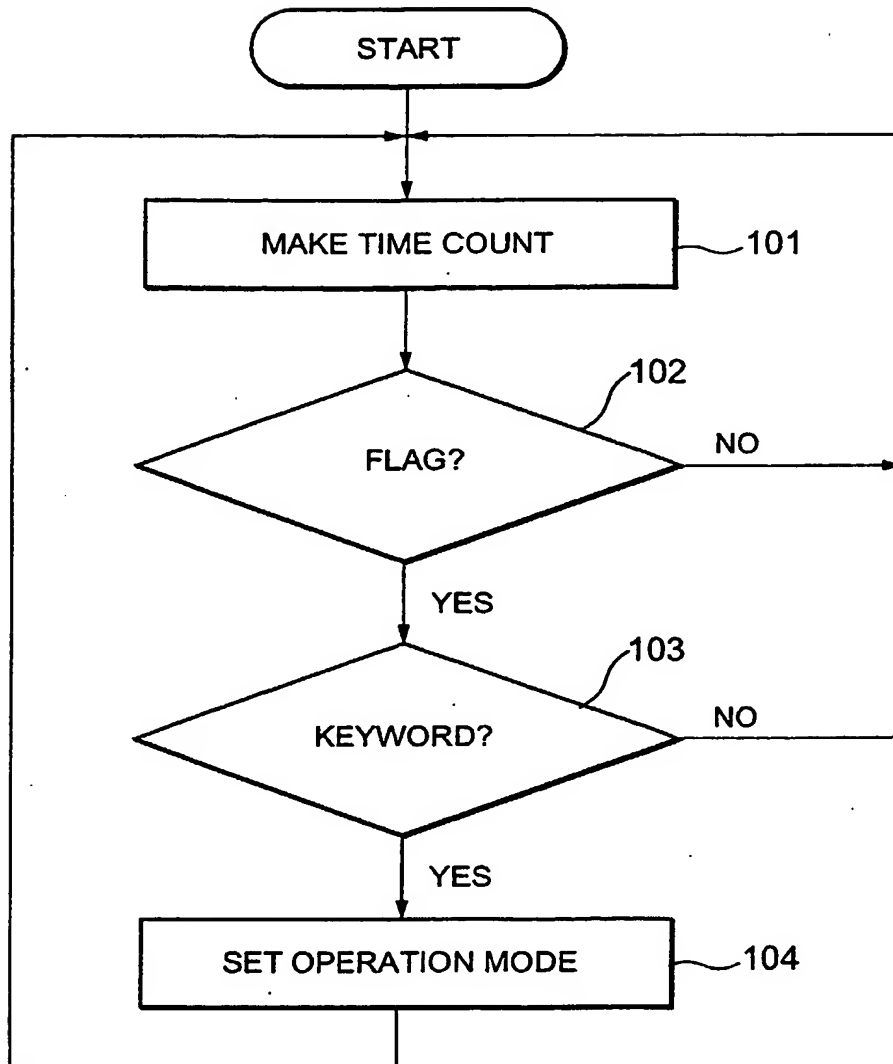 START
MAKE TIME COUNT
101
102
FLAG?
NO
YES
103
KEYWORD?
NO
YES
SET OPERATION MODE
104